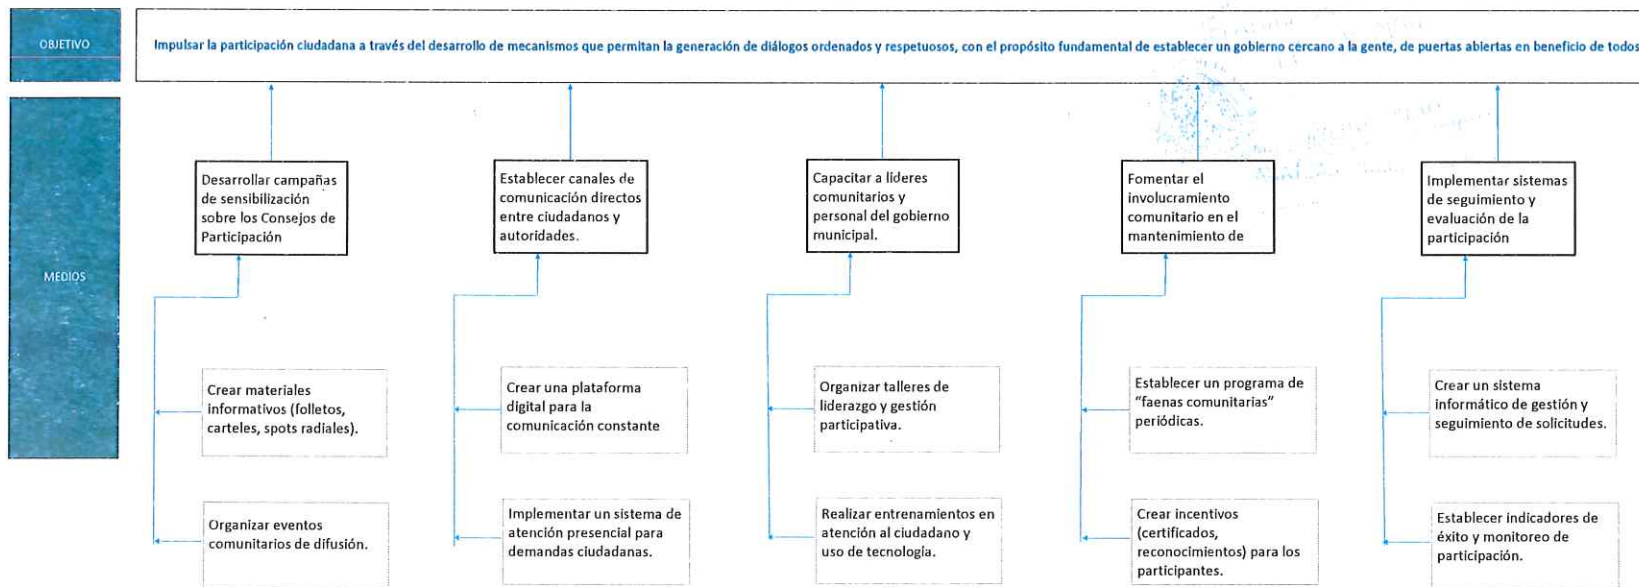 OBJETIVO
Impulsar la participación ciudadana a través del desarrollo de mecanismos que permitan la generación de diálogos ordenados y respetuosos, con el propósito fundamental de establecer un gobierno cercano a la gente, de puertas abiertas en beneficio de todos
MEDIOS
Desarrollar campañas
de sensibilización
sobre los Consejos de
Participación
Establecer canales de
comunicación directos
entre ciudadanos y
autoridades.
Capacitar a líderes
comunitarios y
personal del gobierno
municipal.
Fomentar el
involucramiento
comunitario en el
mantenimiento de
Implementar sistemas
de seguimiento y
evaluación de la
participación
Crear materiales
informativos (folletos,
carteles, spots radiales).
Crear una plataforma
digital para la
comunicación constante
Organizar talleres de
liderazgo y gestión
participativa.
Establecer un programa de
"faenas comunitarias"
periódicas.
Crear un sistema
informático de gestión y
seguimiento de solicitudes.
Organizar eventos
comunitarios de difusión.
Implementar un sistema de
atención presencial para
demandas ciudadanas.
Realizar entrenamientos en
atención al ciudadano y
uso de tecnología.
Crear incentivos
(certificados,
reconocimientos) para los
participantes.
Establecer indicadores de
éxito y monitoreo de
participación.